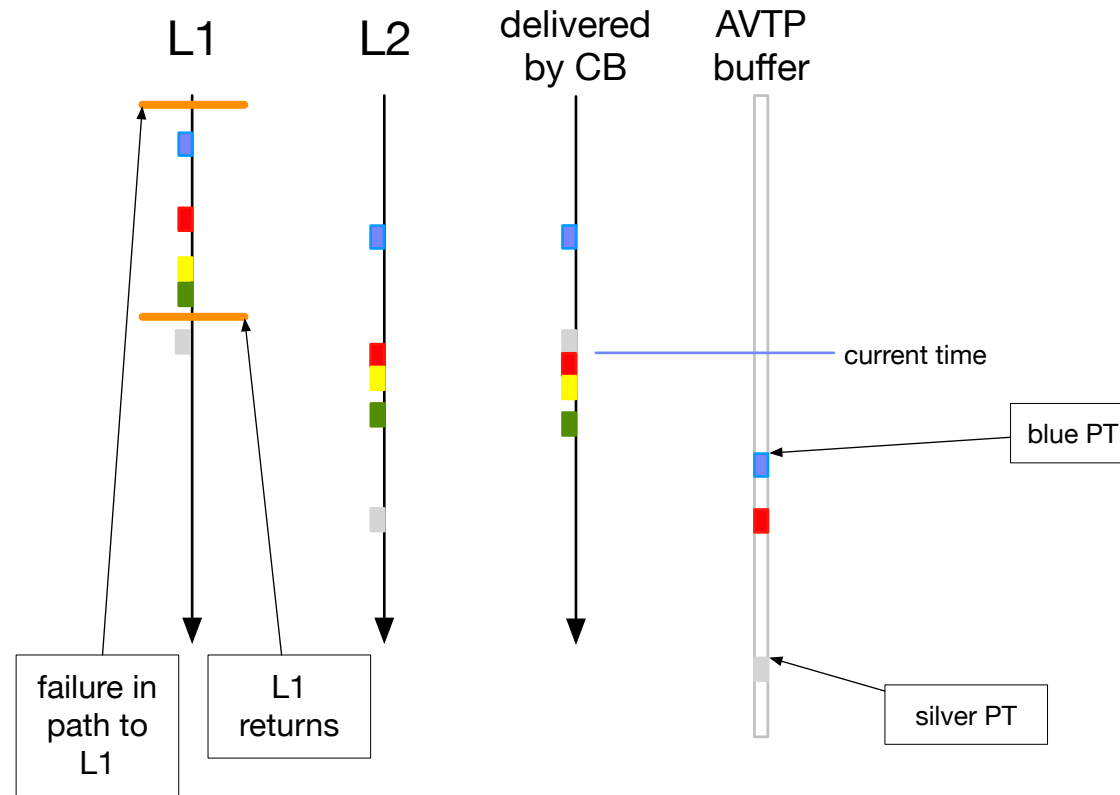 L1
L2
delivered
by CB
AVTP
buffer
current time
blue PT
failure in
path to
L1
L1
returns
silver PT